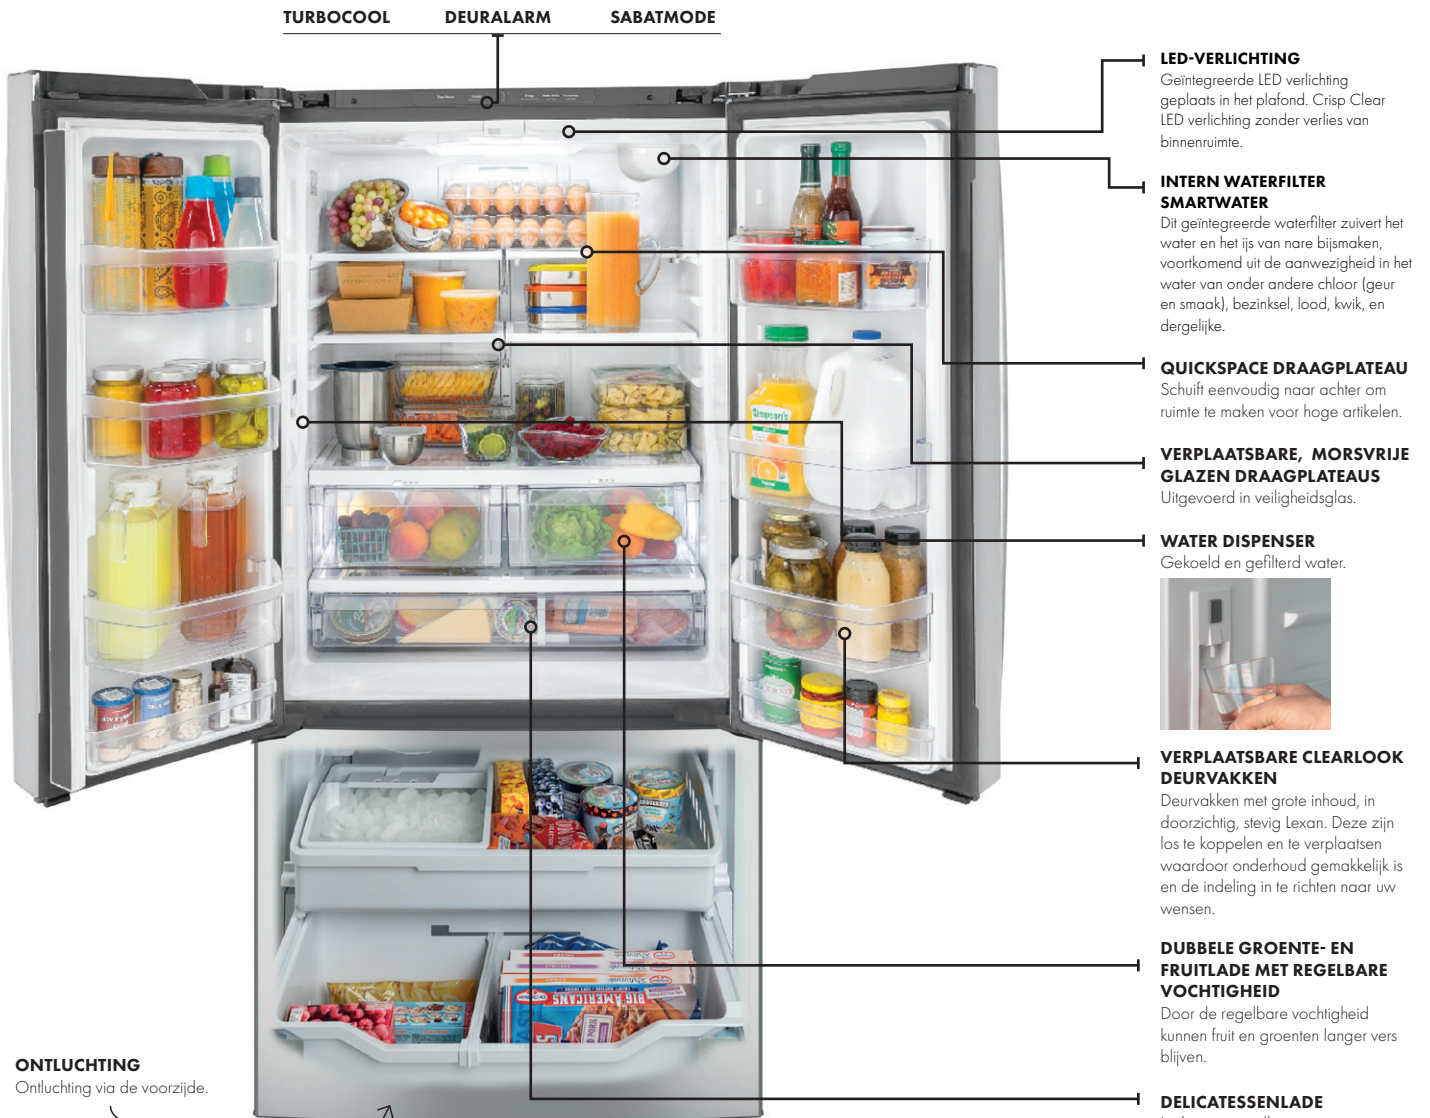 TURBOCOOL DEURALARM SABATMODE
LED-VERLICHTING
Geïntegreerde LED verlichting
geplaatst in het plafond. Crisp Clear
LED verlichting zonder verlies van
binnenruimte.
INTERN WATERFILTER
SMARTWATER
Dit geïntegreerde waterfilter zuivert het
water en het ijs van nare bijsmaken,
voortkomend uit de aanwezigheid in het
water van onder andere chloor (geur
en smaak), bezinksel, lood, kwik, en
dergelijke.
QUICKSPACE DRAAGPLATEAU
Schuift eenvoudig naar achter om
ruimte te maken voor hoge artikelen.
VERPLAATSBARE, MORSVRIJE
GLAZEN DRAAGPLATEAUS
Uitgevoerd in veiligheidsglas.
WATER DISPENSER
Gekoeld en gefilterd water.
VERPLAATSBARE CLEARLOOK
DEURVAKKEN
Deurvakken met grote inhoud, in
doorzichtig, stevig Lexan. Deze zijn
los te koppelen en te verplaatsen
waardoor onderhoud gemakkelijk is
en de indeling in te richten naar uw
wensen.
DUBBELE GROENTE- EN
FRUITLADE MET REGELBARE
VOCHTIGHEID
Door de regelbare vochtigheid
kunnen fruit en groenten langer vers
blijven.
DELICATESSENLADE
ONTLUCHTING
Ontluchting via de voorzijde.
Simpson's
BIG AMERICANS